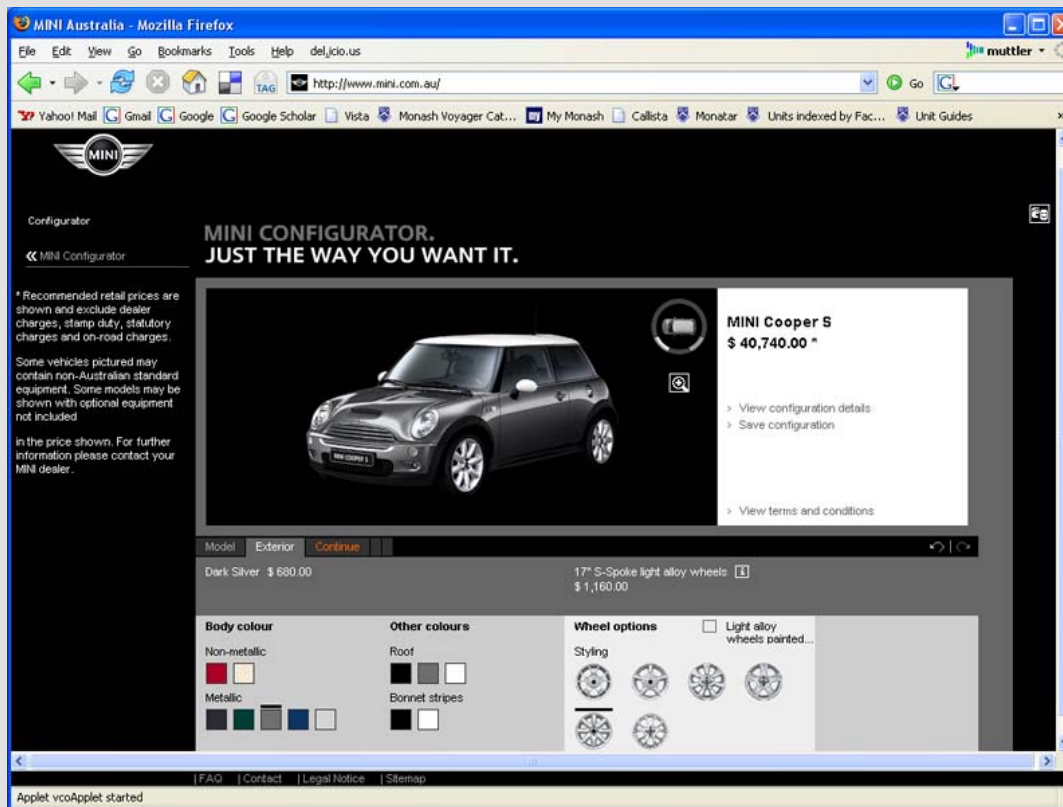 MINI Australia - Mozilla Firefox
File Edit View Go Bookmarks Tools Help del.icio.us
muttler
TAG http://www.mini.com.au/ Go G
Yahoo! Mail Gmail Google Google Scholar Vista Monash Voyager Cat... my My Monash Callista Monatar Units indexed by Fac... Unit Guides
MINI
Configurator
MINI Configurator
* Recommended retail prices are
shown and exclude dealer
charges, stamp duty, statutory
charges and on-road charges.
Some vehicles pictured may
contain non-Australian standard
equipment. Some models may be
shown with optional equipment
not included
in the price shown. For further
information please contact your
MINI dealer.
MINI CONFIGURATOR.
JUST THE WAY YOU WANT IT.
MINI COOPER S
MINI Cooper S
$ 40,740.00 *
> View configuration details
> Save configuration
> View terms and conditions
Model Exterior Continue
Dark Silver $ 680.00
17" S-Spoke light alloy wheels i
$ 1,160.00
Body colour
Non-metallic
Metallic
Other colours
Roof
Bonnet stripes
Wheel options
Light alloy
wheels painted...
Styling
| FAQ | Contact | Legal Notice | Sitemap
Applet vcoApplet started